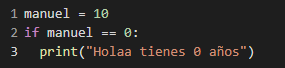 1 manuel = 10
2 if manuel == 0:
3   print("Holaa tienes 0 años")